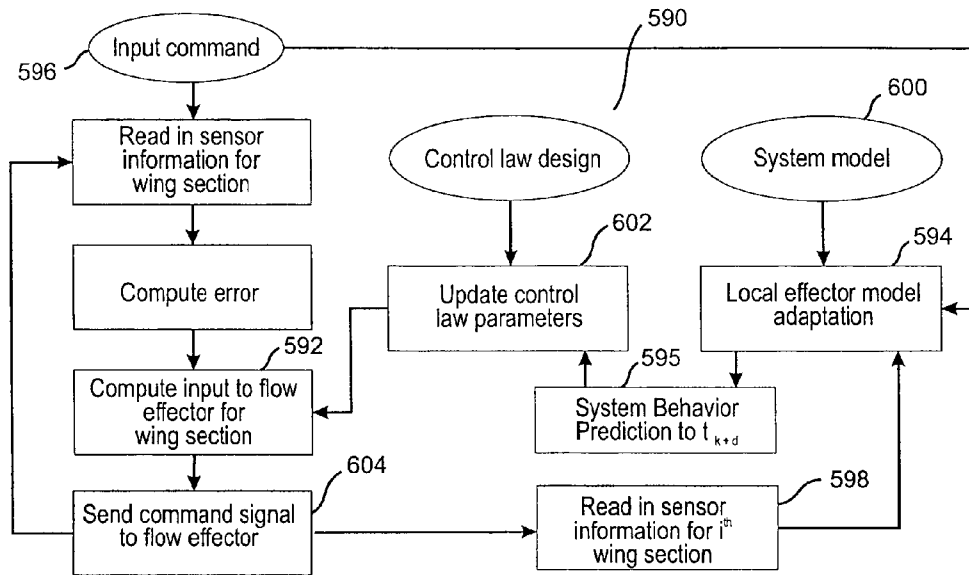 590
Input command
596
600
Read in sensor
information for
wing section
Control law design
System model
602
594
Compute error
Update control
law parameters
Local effector model
adaptation
592
595
Compute input to flow
effector for
wing section
System Behavior
Prediction to t k+d
604
598
Send command signal
to flow effector
Read in sensor
information for i th
wing section